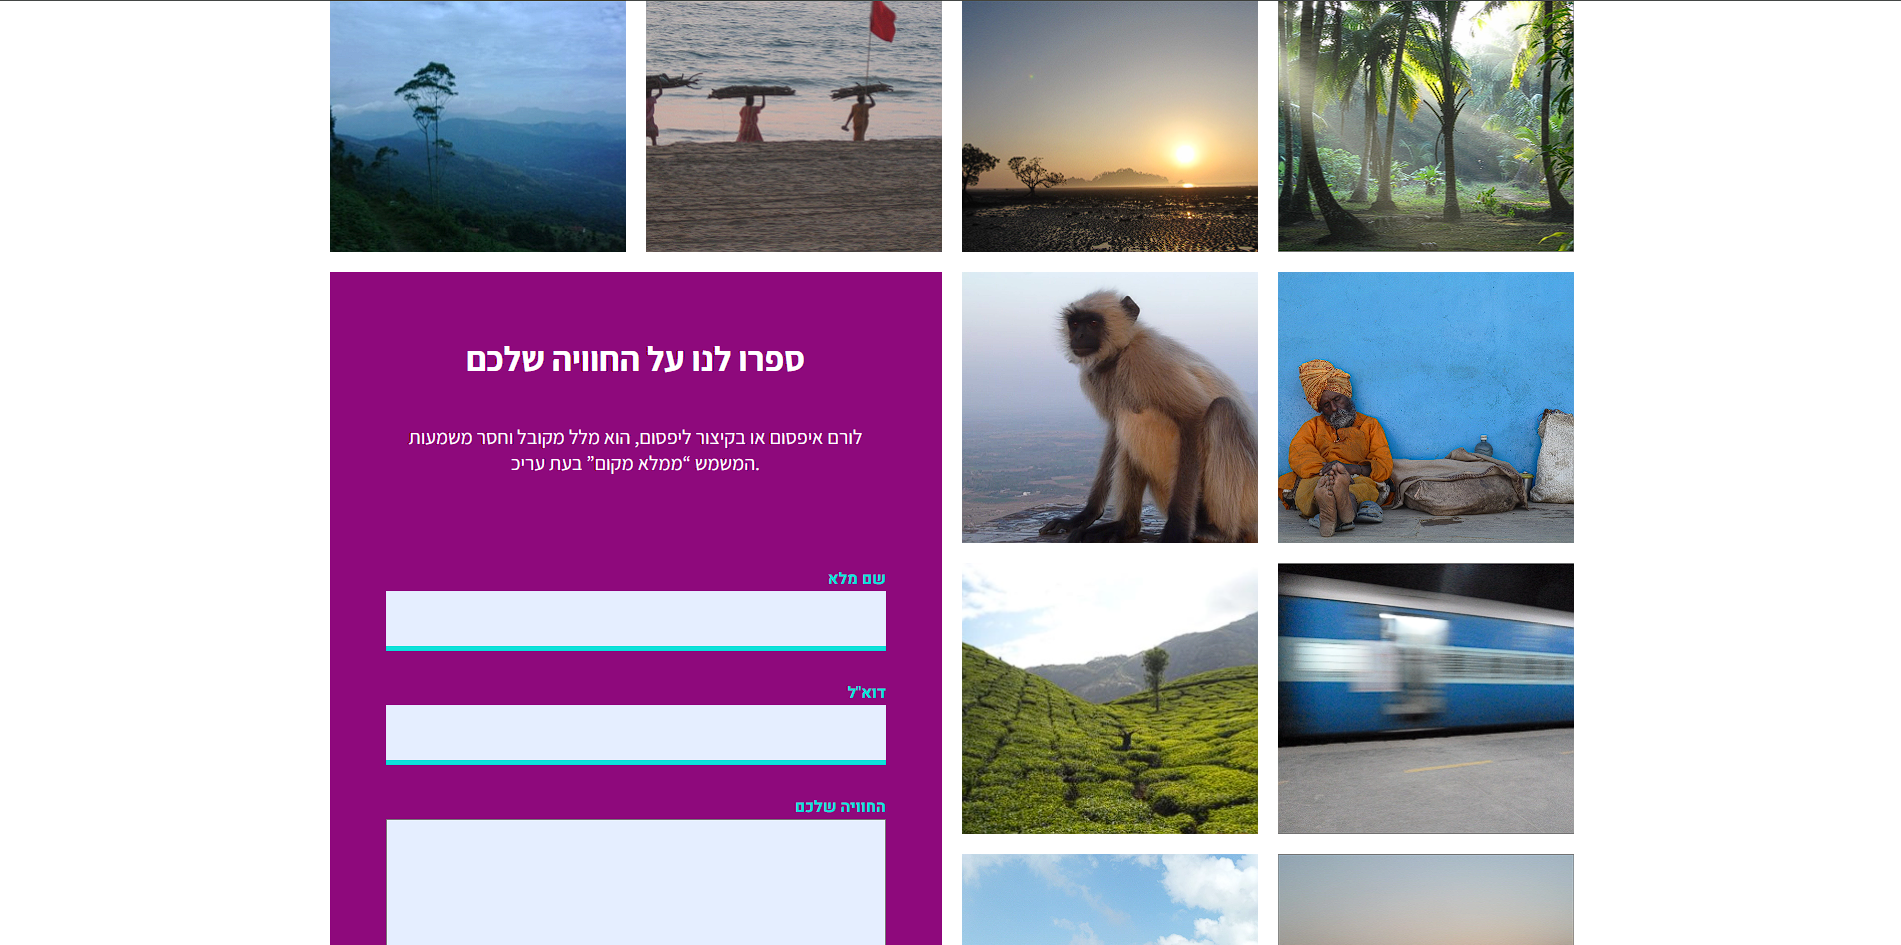 ספרו לנו על החוויה שלכם
לורם איפסום או בקיצור ליפסום, הוא מלל מקובל וחסר משמעות
המשמש “ממלא מקום” בעת עריכ.
שם מלא
דוא"ל
החוויה שלכם